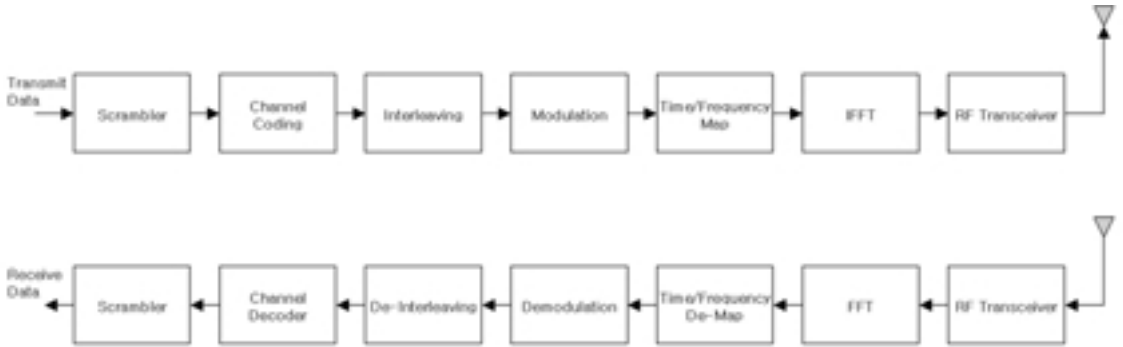 Transmit
Data
Scrambler
Channel
Coding
Interleaving
Modulation
Time/Frequency
Map
IFFT
RF Transceiver
Receive
Data
Scrambler
Channel
Decoder
De-Interleaving
Demodulation
Time/Frequency
De-Map
FFT
RF Transceiver